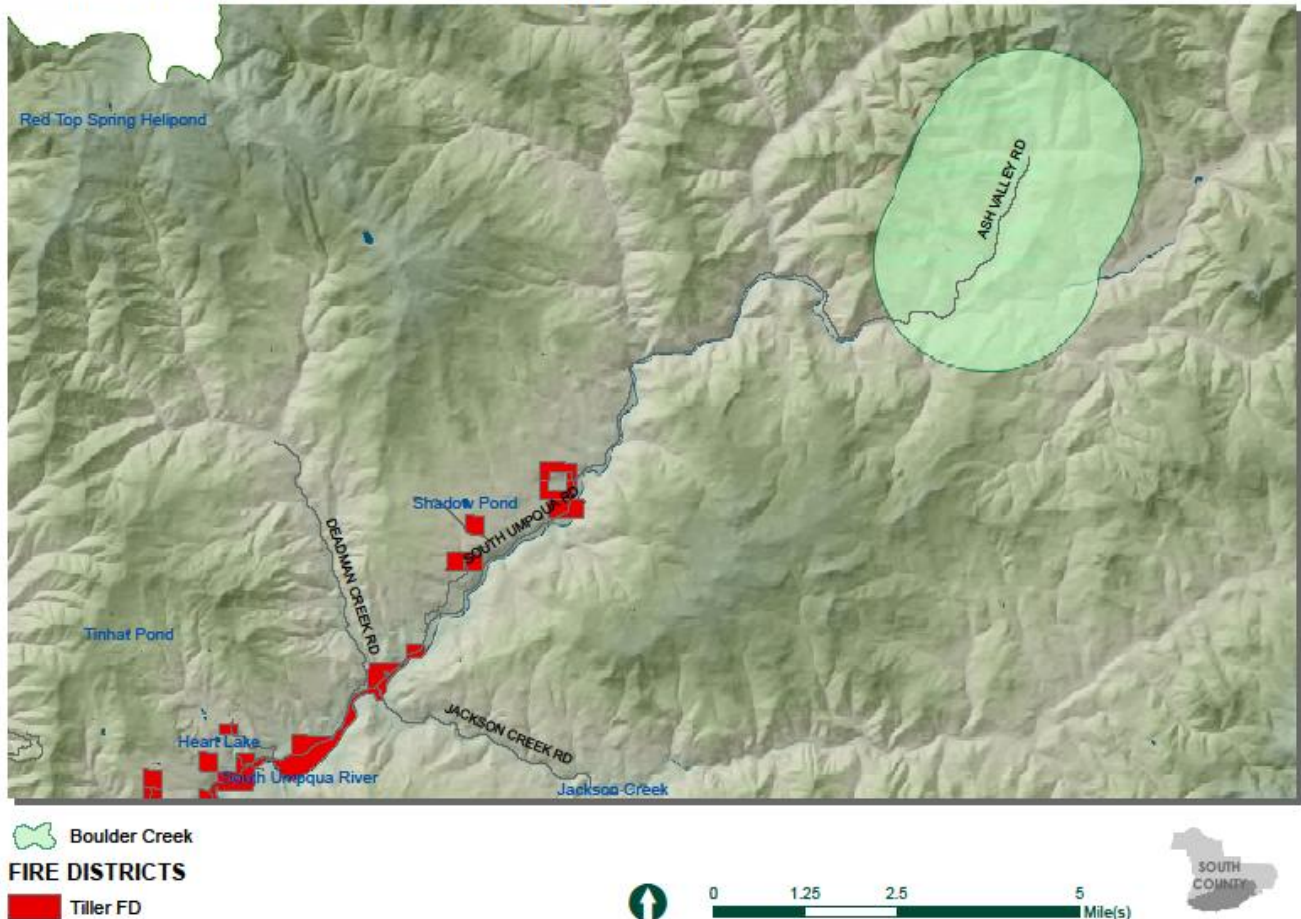 Red Top Spring Helipond
ASH VALLEY RD
Shadow Pond
SOUTH UMPQUA RD
DEADMAN CREEK RD
Tinhat Pond
JACKSON CREEK RD
Heart Lake
South Umpqua River
Jackson Creek
Boulder Creek
FIRE DISTRICTS
Tiller FD
0 1.25 2.5 5
Mile(s)
SOUTH
COUNTY